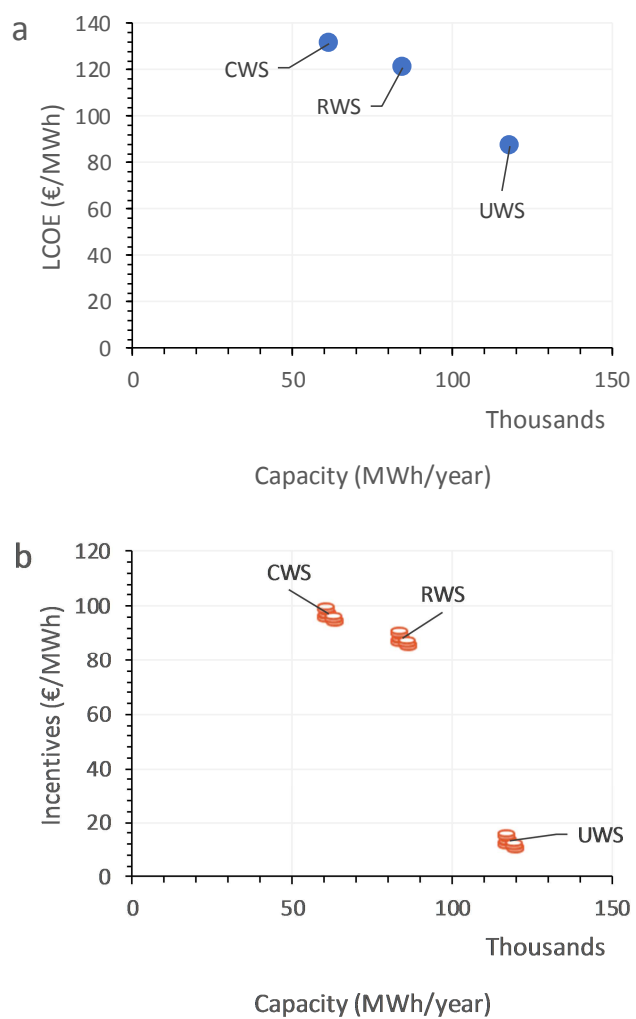 a
LCOE (€/MWh)
140
120
100
80
60
40
20
0
CWS
RWS
UWS
0 50 100 150
Thousands
Capacity (MWh/year)
b
Incentives (€/MWh)
120
100
80
60
40
20
0
CWS
RWS
UWS
0 50 100 150
Thousands
Capacity (MWh/year)